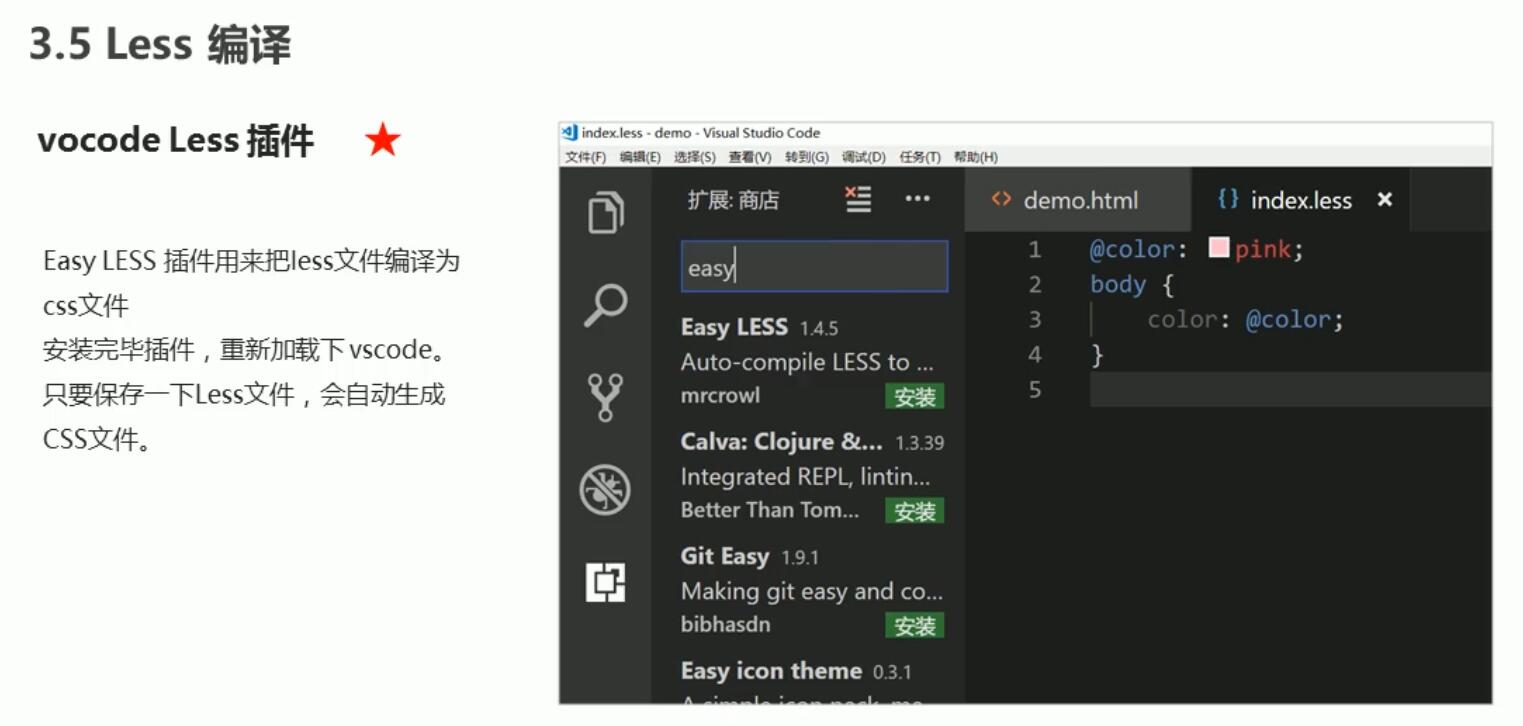 3.5 Less 编译
vocode Less 插件
Easy LESS 插件用来把less文件编译为
css文件
安装完毕插件，重新加载下 vscode。
只要保存一下Less文件，会自动生成
CSS文件。
index.less - demo - Visual Studio Code
文件(F) 编辑(E) 选择(S) 查看(V) 转到(G) 调试(D) 任务(T) 帮助(H)
扩展: 商店
easy
Easy LESS 1.4.5
Auto-compile LESS to ...
mrcrowl 安装
Calva: Clojure &... 1.3.39
Integrated REPL, lintin...
Better Than Tom... 安装
Git Easy 1.9.1
Making git easy and co...
bibhasdn 安装
Easy icon theme 0.3.1
demo.html index.less
1 @color: pink;
2 body {
3 color: @color;
4 }
5